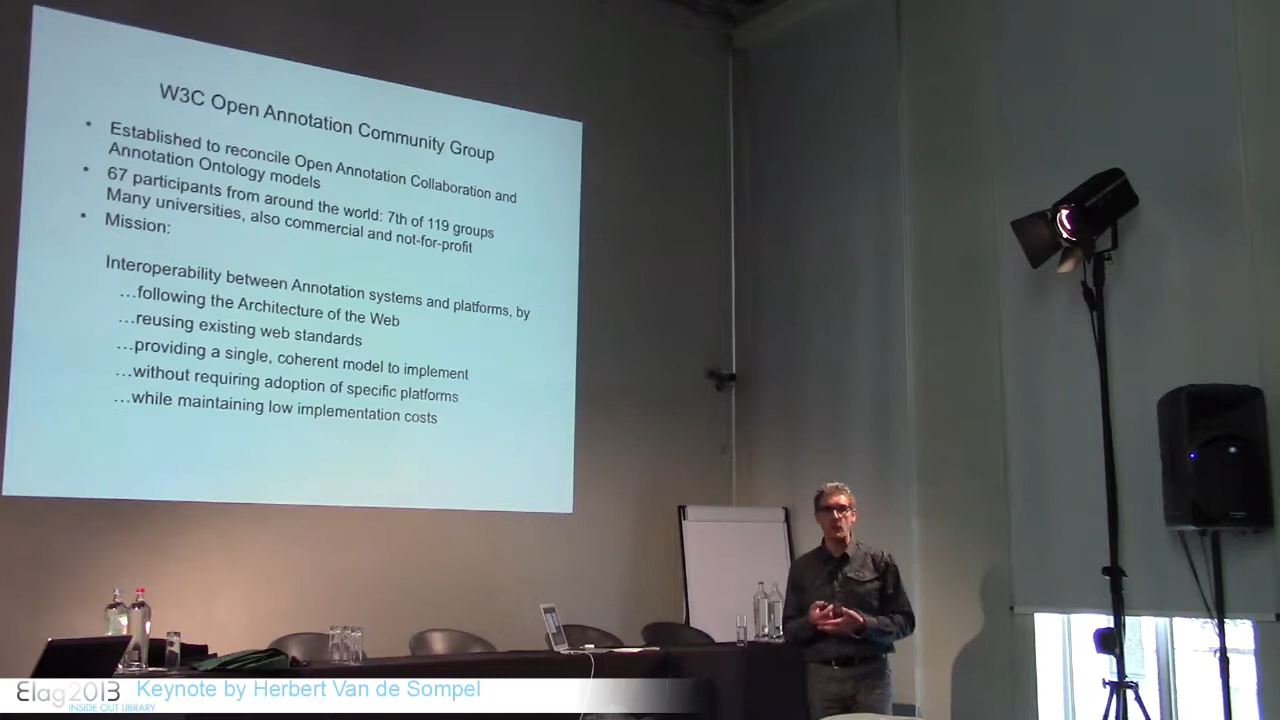 W3C Open Annotation Community Group
• Established to reconcile Open Annotation Collaboration and
Annotation Ontology models
• 67 participants from around the world: 7th of 119 groups
Many universities, also commercial and not-for-profit
• Mission:
Interoperability between Annotation systems and platforms, by
…following the Architecture of the Web
…reusing existing web standards
…providing a single, coherent model to implement
…without requiring adoption of specific platforms
…while maintaining low implementation costs
Elag2013 Keynote by Herbert Van de Sompel
INSIDE OUT LIBRARY